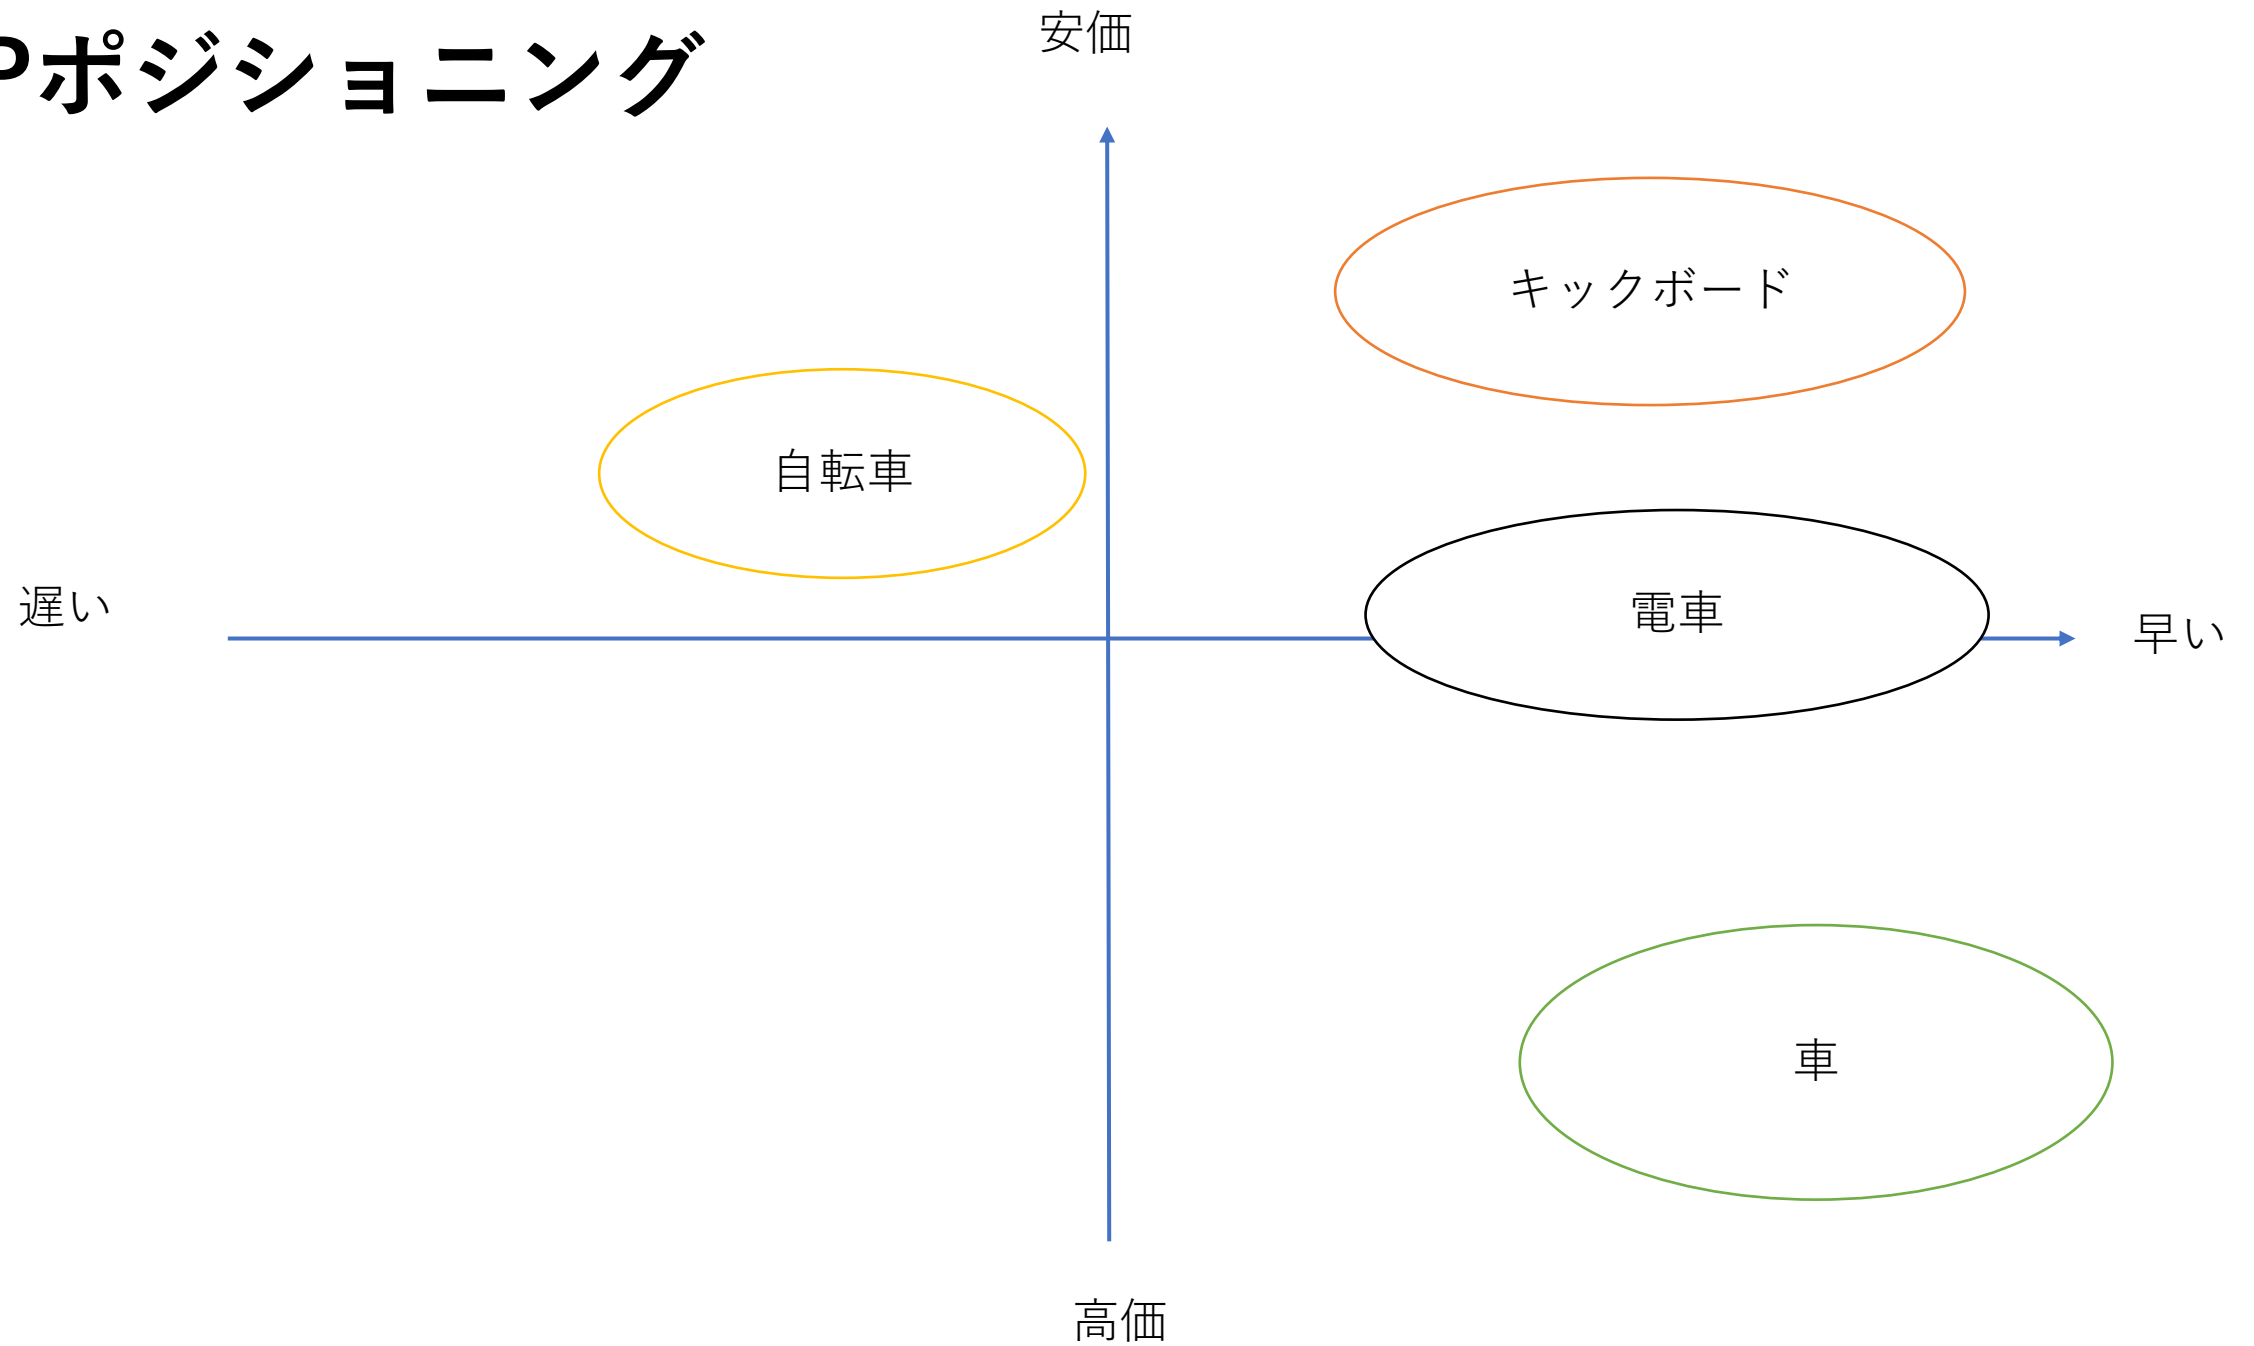 Pポジショニング
安価
キックボード
自転車
遅い
電車
早い
車
高価